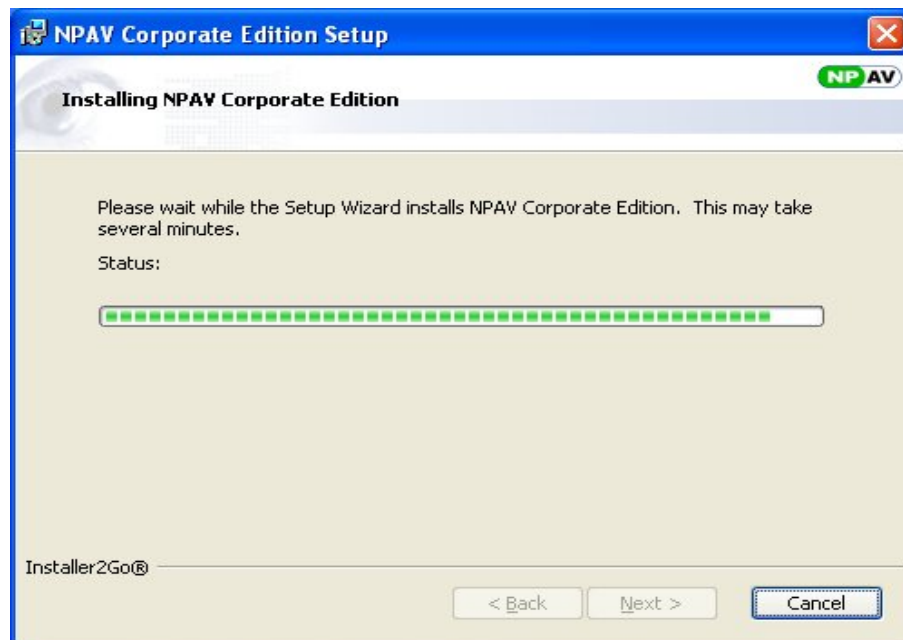 NPAV Corporate Edition Setup
NPAV
Installing NPAV Corporate Edition
Please wait while the Setup Wizard installs NPAV Corporate Edition.  This may take
several minutes.
Status:
Installer2Go®
< Back
Next >
Cancel